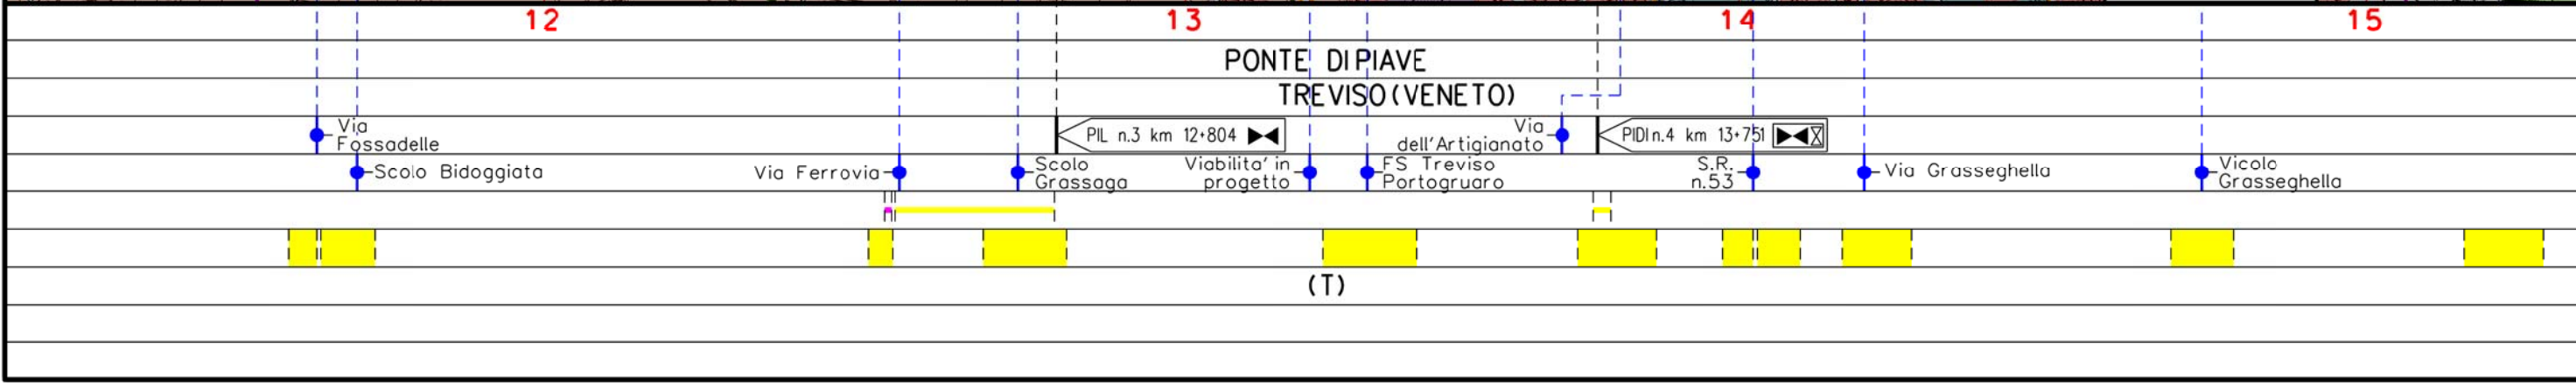 12 13 14 15
PONTE DI PIAVE
TREVISO (VENETO)
Via
Fossadelle
PIL n.3 km 12+804
Via
dell'Artigianato
PIDI n.4 km 13+751
Scolo Bidoggiata
Via Ferrovia
Scolo
Grassaga
Viabilita' in
progetto
FS Treviso
Portogruaro
S.R.
n.53
Via Grasseghella
Vicolo
Grasseghella
(T)